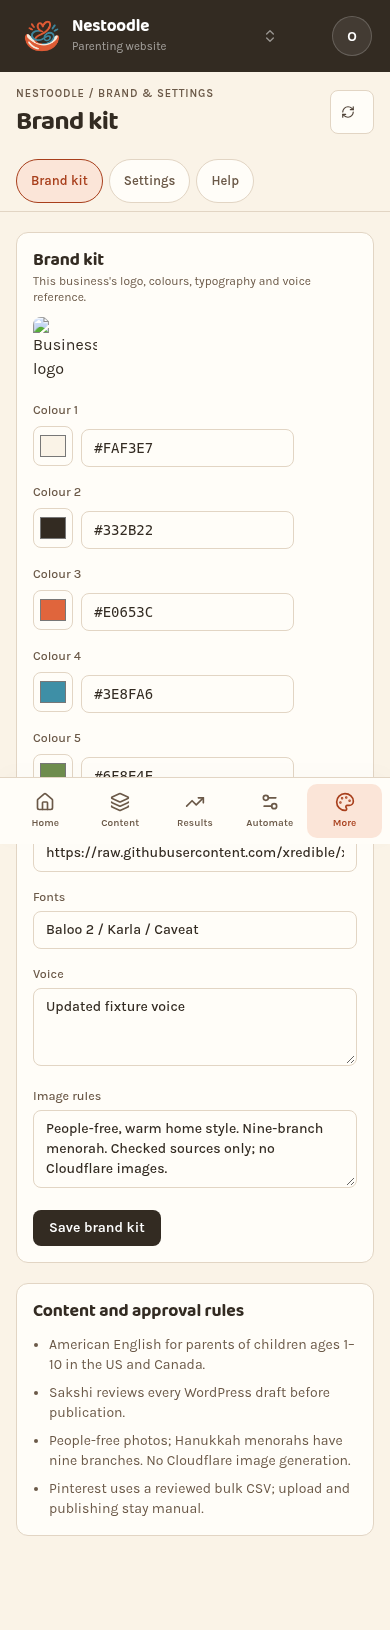 Nestoodle
Parenting website
O
NESTOODLE / BRAND & SETTINGS
Brand kit
Brand kit
Settings
Help
Brand kit
This business's logo, colours, typography and voice
reference.
Business
logo
Colour 1
#FAF3E7
Colour 2
#332B22
Colour 3
#E0653C
Colour 4
#3E8FA6
Colour 5
Home
Content
Results
Automate
More
https://raw.githubusercontent.com/xredible/
Fonts
Baloo 2 / Karla / Caveat
Voice
Updated fixture voice
Image rules
People-free, warm home style. Nine-branch
menorah. Checked sources only; no
Cloudflare images.
Save brand kit
Content and approval rules
• American English for parents of children ages 1–
10 in the US and Canada.
• Sakshi reviews every WordPress draft before
publication.
• People-free photos; Hanukkah menorahs have
nine branches. No Cloudflare image generation.
• Pinterest uses a reviewed bulk CSV; upload and
publishing stay manual.